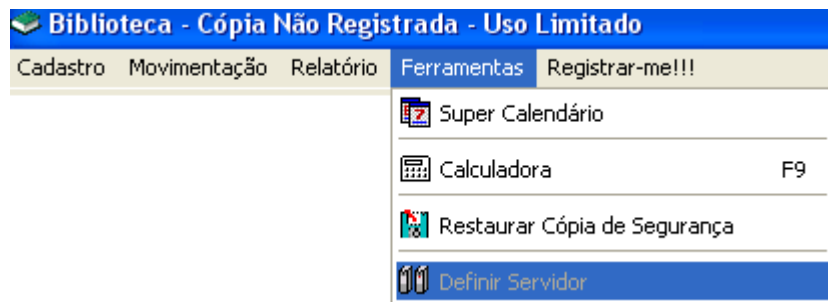 Biblioteca - Cópia Não Registrada - Uso Limitado
Cadastro Movimentação Relatório Ferramentas Registrar-me!!!
Super Calendário
Calculadora F9
Restaurar Cópia de Segurança
Definir Servidor